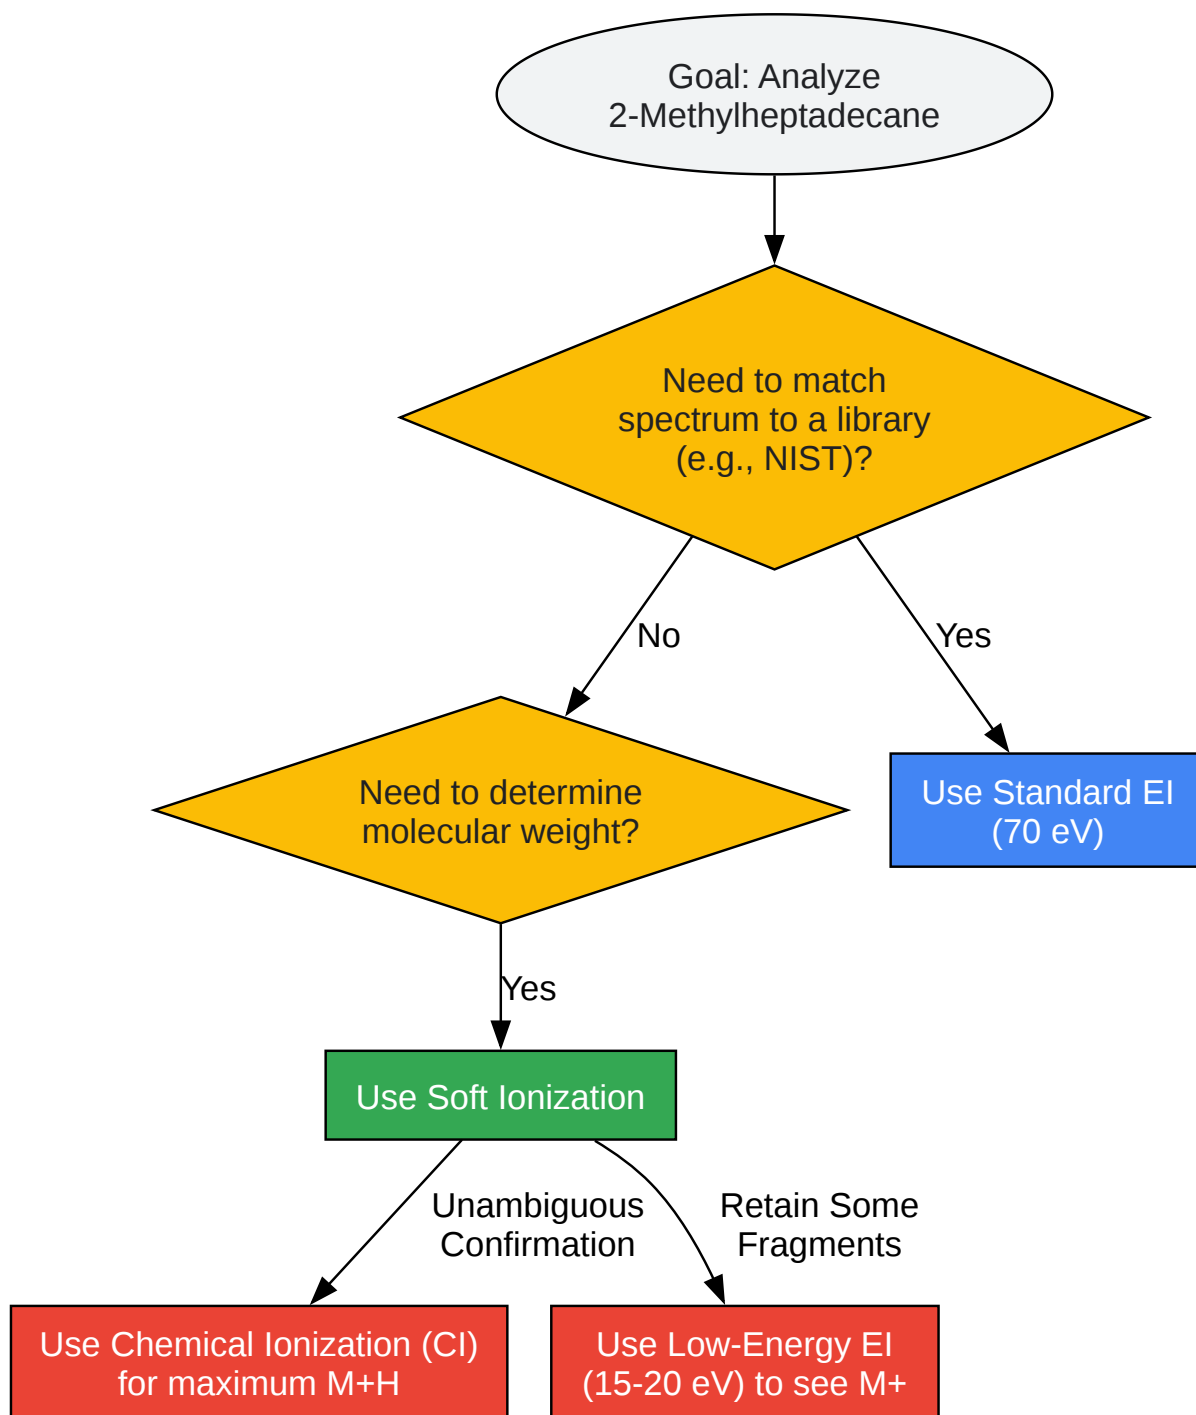 Goal: Analyze
2-Methylheptadecane
Need to match
spectrum to a library
(e.g., NIST)?
No
Yes
Need to determine
molecular weight?
Use Standard EI
(70 eV)
Yes
Use Soft Ionization
Unambiguous
Confirmation
Retain Some
Fragments
Use Chemical Ionization (CI)
for maximum M+H
Use Low-Energy EI
(15-20 eV) to see M+